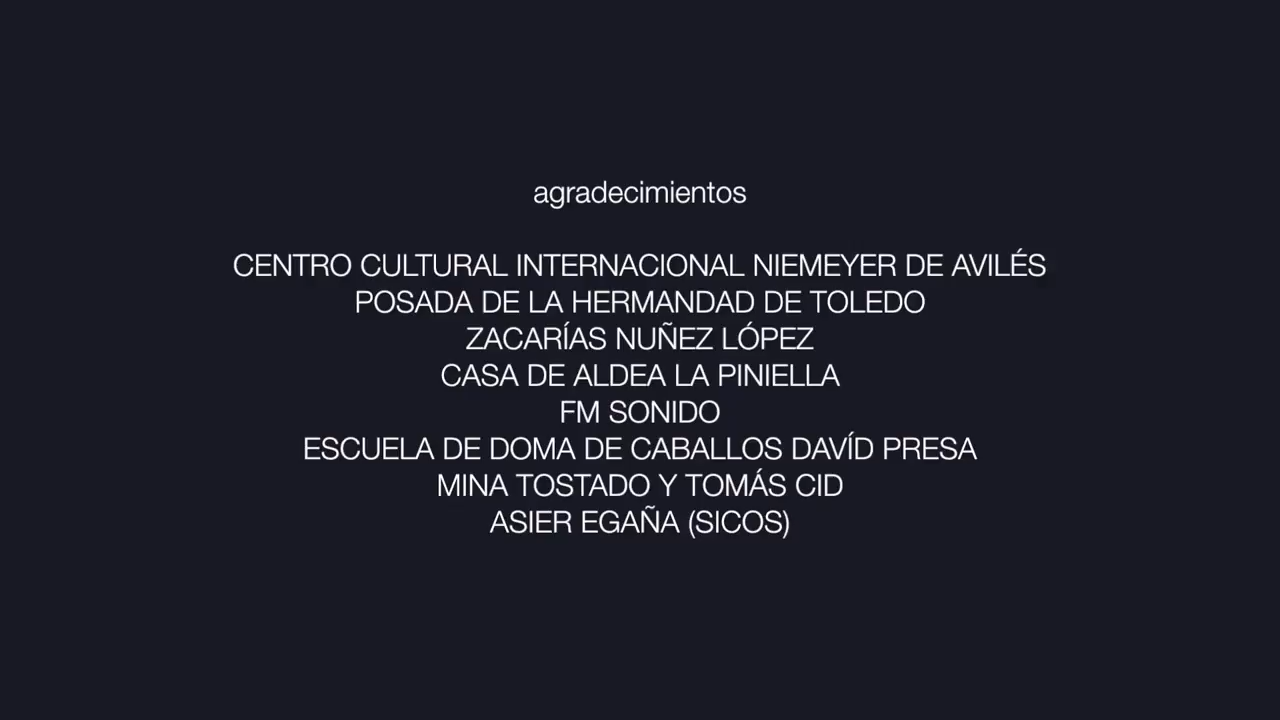 agradecimientos
CENTRO CULTURAL INTERNACIONAL NIEMEYER DE AVILÉS
POSADA DE LA HERMANDAD DE TOLEDO
ZACARÍAS NUÑEZ LÓPEZ
CASA DE ALDEA LA PINIELLA
FM SONIDO
ESCUELA DE DOMA DE CABALLOS DAVÍD PRESA
MINA TOSTADO Y TOMÁS CID
ASIER EGAÑA (SICOS)